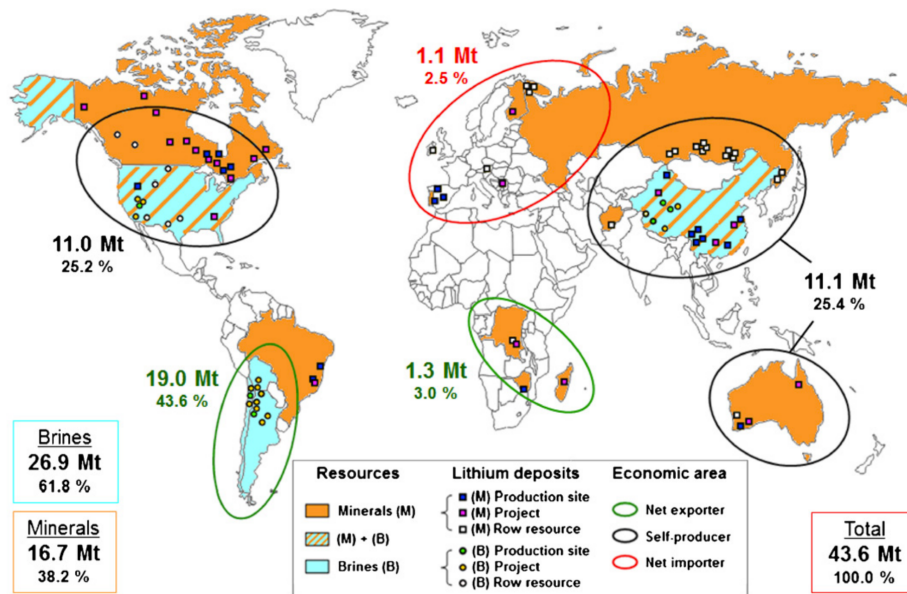 1.1 Mt
2.5 %
11.0 Mt
25.2 %
11.1 Mt
25.4 %
19.0 Mt
43.6 %
1.3 Mt
3.0 %
Brines
26.9 Mt
61.8 %
Minerals
16.7 Mt
38.2 %
Resources
Minerals (M)
(M) + (B)
Brines (B)
Lithium deposits
(M) Production site
(M) Project
(M) Row resource
(B) Production site
(B) Project
(B) Row resource
Economic area
Net exporter
Self-producer
Net importer
Total
43.6 Mt
100.0 %